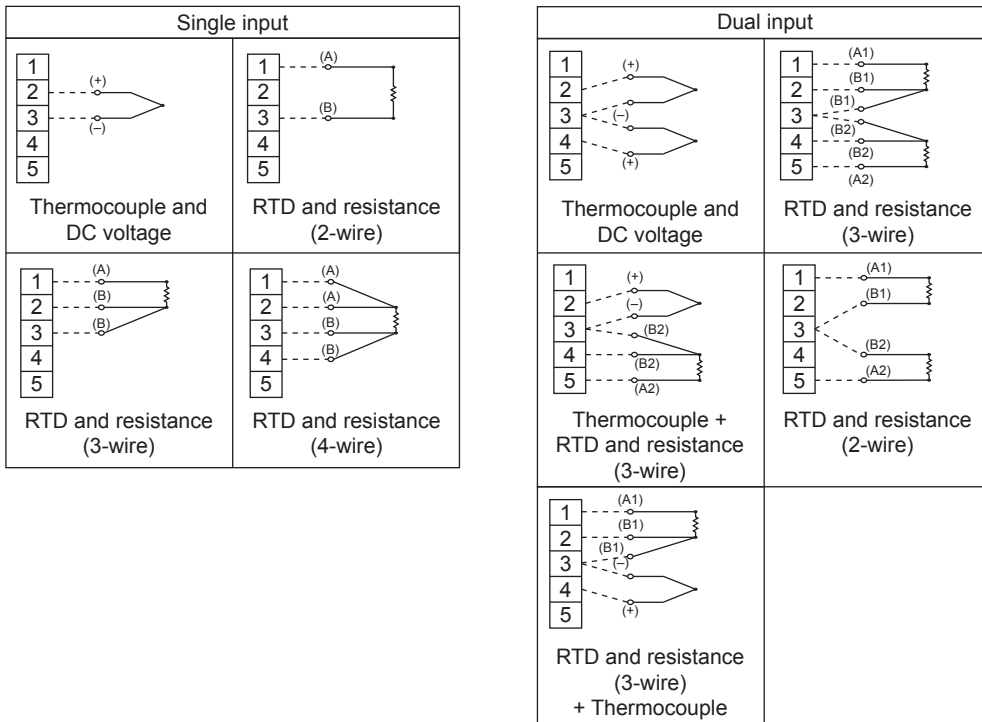 Single input
1
2
3
4
5
(+)
(–)
Thermocouple and
DC voltage
1
2
3
4
5
(A)
(B)
RTD and resistance
(2-wire)
1
2
3
4
5
(A)
(B)
(B)
RTD and resistance
(3-wire)
1
2
3
4
5
(A)
(A)
(B)
(B)
RTD and resistance
(4-wire)
Dual input
1
2
3
4
5
(+)
(–)
(+)
Thermocouple and
DC voltage
1
2
3
4
5
(A1)
(B1)
(B1)
(B2)
(B2)
(A2)
RTD and resistance
(3-wire)
1
2
3
4
5
(+)
(–)
(B2)
(B2)
(A2)
Thermocouple +
RTD and resistance
(3-wire)
1
2
3
4
5
(A1)
(B1)
(B2)
(A2)
RTD and resistance
(2-wire)
1
2
3
4
5
(A1)
(B1)
(B1)
(–)
(+)
RTD and resistance
(3-wire)
+ Thermocouple